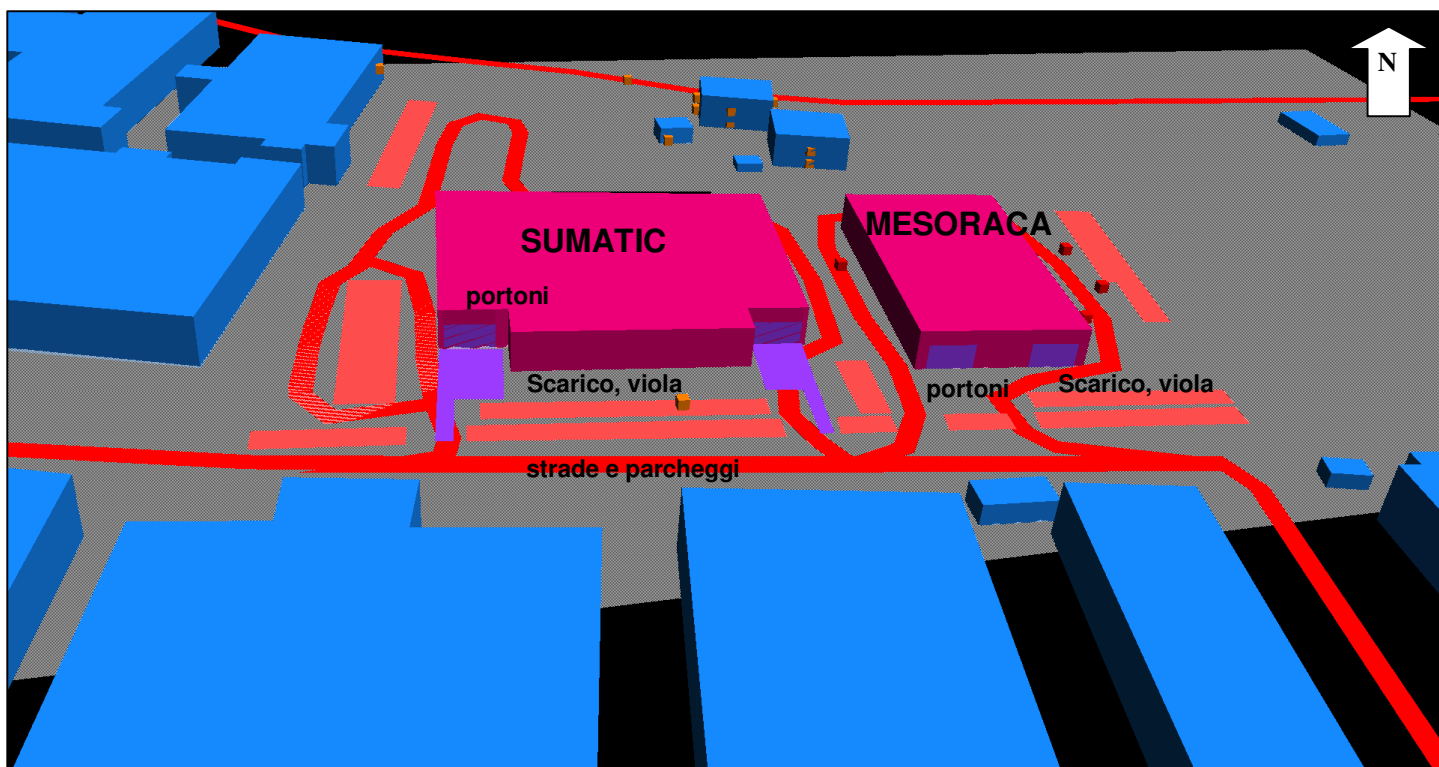 N
SUMATIC
MESORACA
portoni
Scarico, viola
portoni
Scarico, viola
strade e parcheggi